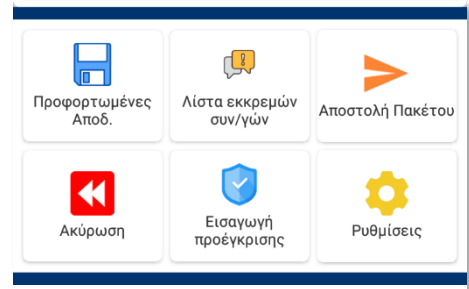 Προφορτωμένες
Αποδ.
Λίστα εκκρεμών
συν/γών
Αποστολή Πακέτου
Ακύρωση
Εισαγωγή
προέγκρισης
Ρυθμίσεις